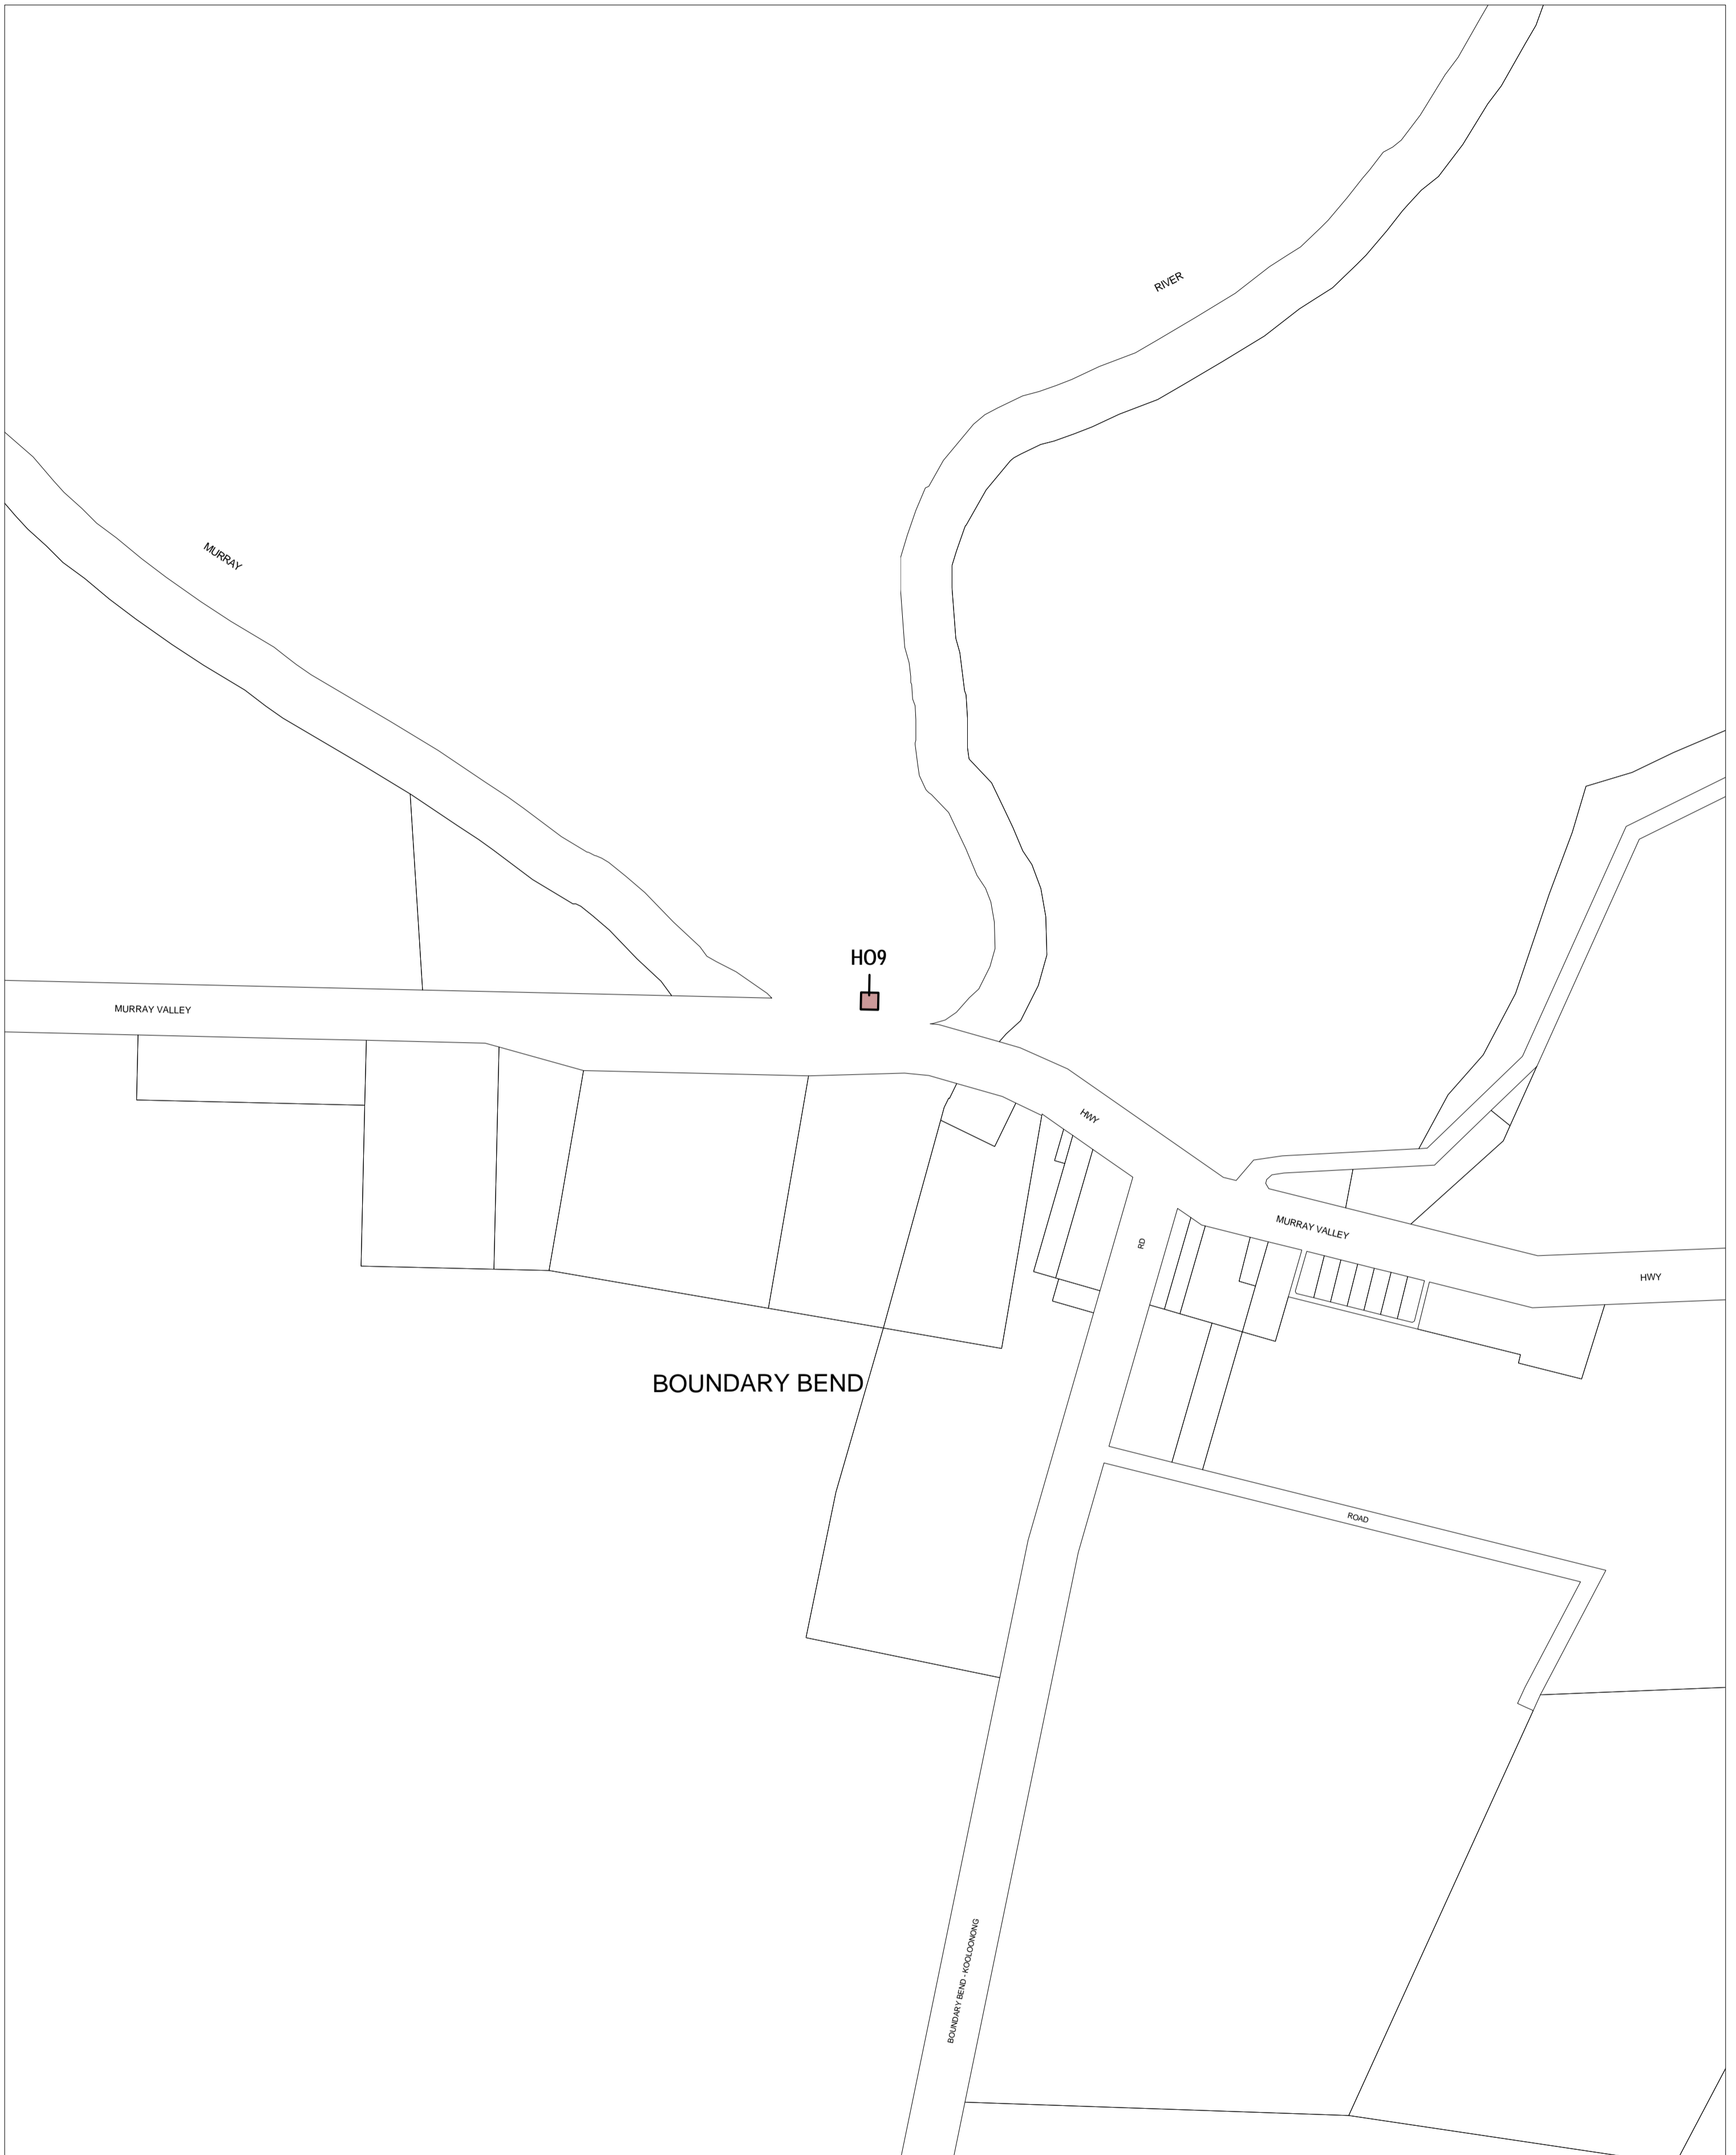 RIVER
MURRAY
HO9
MURRAY VALLEY
HWY
MURRAY VALLEY
RD
HWY
BOUNDARY BEND
ROAD
BOUNDARY BEND - KOOLOONONG